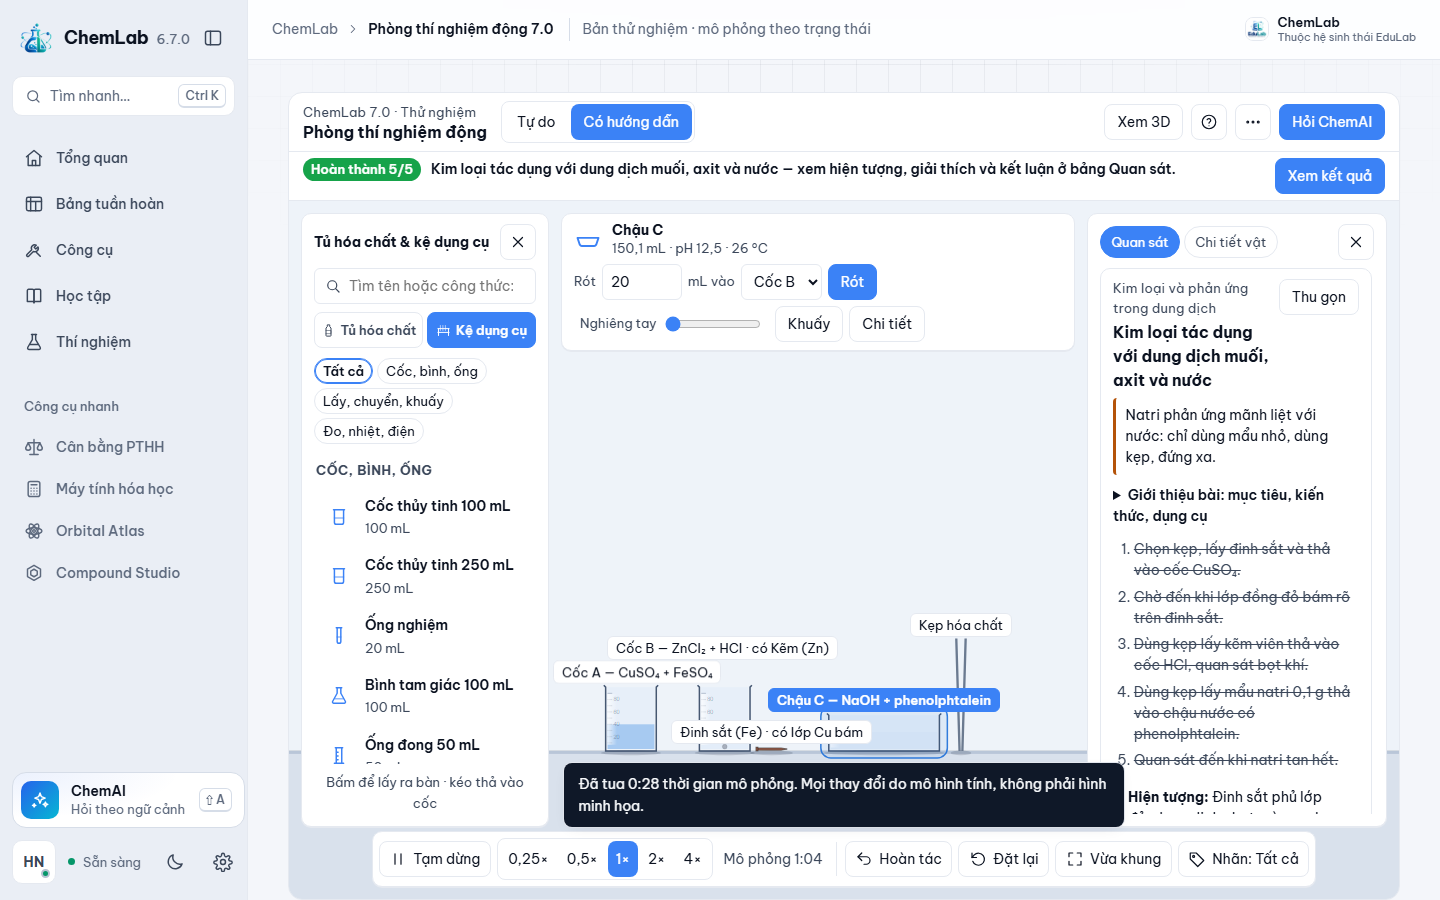 ChemLab 6.7.0
Tìm nhanh... Ctrl K
Tổng quan
Bảng tuần hoàn
Công cụ
Học tập
Thí nghiệm
Công cụ nhanh
Cân bằng PTHH
Máy tính hóa học
Orbital Atlas
Compound Studio
ChemAI
Hỏi theo ngữ cảnh
⇧ A
HN
Sẵn sàng
ChemLab
Phòng thí nghiệm động 7.0
Bản thử nghiệm · mô phỏng theo trạng thái
ChemLab
Thuộc hệ sinh thái EduLab
ChemLab 7.0 · Thử nghiệm
Phòng thí nghiệm động
Tự do
Có hướng dẫn
Xem 3D
Hỏi ChemAI
Hoàn thành 5/5
Kim loại tác dụng với dung dịch muối, axit và nước — xem hiện tượng, giải thích và kết luận ở bảng Quan sát.
Xem kết quả
Tủ hóa chất & kệ dụng cụ
Tìm tên hoặc công thức:
Tủ hóa chất
Kệ dụng cụ
Tất cả
Cốc, bình, ống
Lấy, chuyển, khuấy
Đo, nhiệt, điện
CỐC, BÌNH, ỐNG
Cốc thủy tinh 100 mL
100 mL
Cốc thủy tinh 250 mL
250 mL
Ống nghiệm
20 mL
Bình tam giác 100 mL
100 mL
Ống đong 50 mL
Bấm để lấy ra bàn · kéo thả vào
cốc
Chậu C
150,1 mL · pH 12,5 · 26 °C
Rót 20 mL vào Cốc B Rót
Nghiêng tay
Khuấy
Chi tiết
Kẹp hóa chất
Cốc B — ZnCl₂ + HCl · có Kẽm (Zn)
Cốc A — CuSO₄ + FeSO₄
Chậu C — NaOH + phenolphtalein
Đinh sắt (Fe) · có lớp Cu bám
Đã tua 0:28 thời gian mô phỏng. Mọi thay đổi do mô hình tính, không phải hình
minh họa.
Quan sát
Chi tiết vật
Kim loại và phản ứng
trong dung dịch
Thu gọn
Kim loại tác dụng
với dung dịch muối,
axit và nước
Natri phản ứng mãnh liệt với
nước: chỉ dùng mẩu nhỏ, dùng
kẹp, đứng xa.
Giới thiệu bài: mục tiêu, kiến
thức, dụng cụ
1. Chọn kẹp, lấy đinh sắt và thả
vào cốc CuSO₄.
2. Chờ đến khi lớp đồng đỏ bám rõ
trên đinh sắt.
3. Dùng kẹp lấy kẽm viên thả vào
cốc HCl, quan sát bọt khí.
4. Dùng kẹp lấy mẩu natri 0,1 g thả
vào chậu nước có
phenolphtalein.
5. Quan sát đến khi natri tan hết.
Hiện tượng: Đinh sắt phủ lớp
Tạm dừng
0,25× 0,5× 1× 2× 4×
Mô phỏng 1:04
Hoàn tác
Đặt lại
Vừa khung
Nhãn: Tất cả